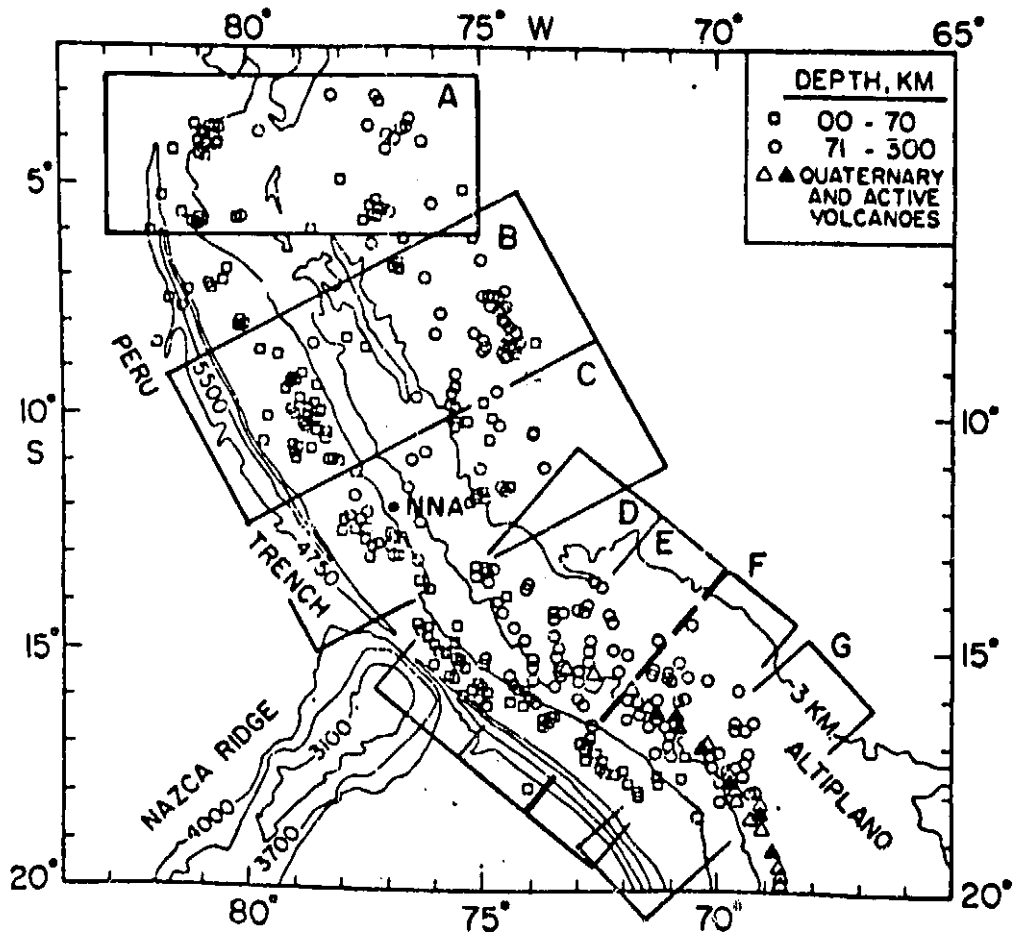 80° 75° W 70° 65°
A
DEPTH, KM
00 - 70
71 - 300
QUATERNARY
AND ACTIVE
VOLCANOES
5°
B
PERU
5500
C
10° 10°
S
NNA
D
E
F
TRENCH
4750
G
15° 15°
3 KM.
ALTIPLANO
NAZCA RIDGE
3100
4000
3700
20° 20°
80° 75° 70°